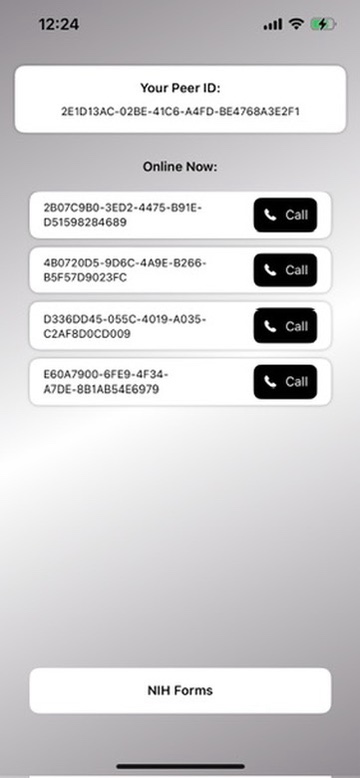 12:24
Your Peer ID:
2E1D13AC-02BE-41C6-A4FD-BE4768A3E2F1
Online Now:
2B07C9B0-3ED2-4475-B91E-
D51598284689
Call
4B0720D5-9D6C-4A9E-B266-
B5F57D9023FC
Call
D336DD45-055C-4019-A035-
C2AF8D0CD009
Call
E60A7900-6FE9-4F34-
A7DE-8B1AB54E6979
Call
NIH Forms